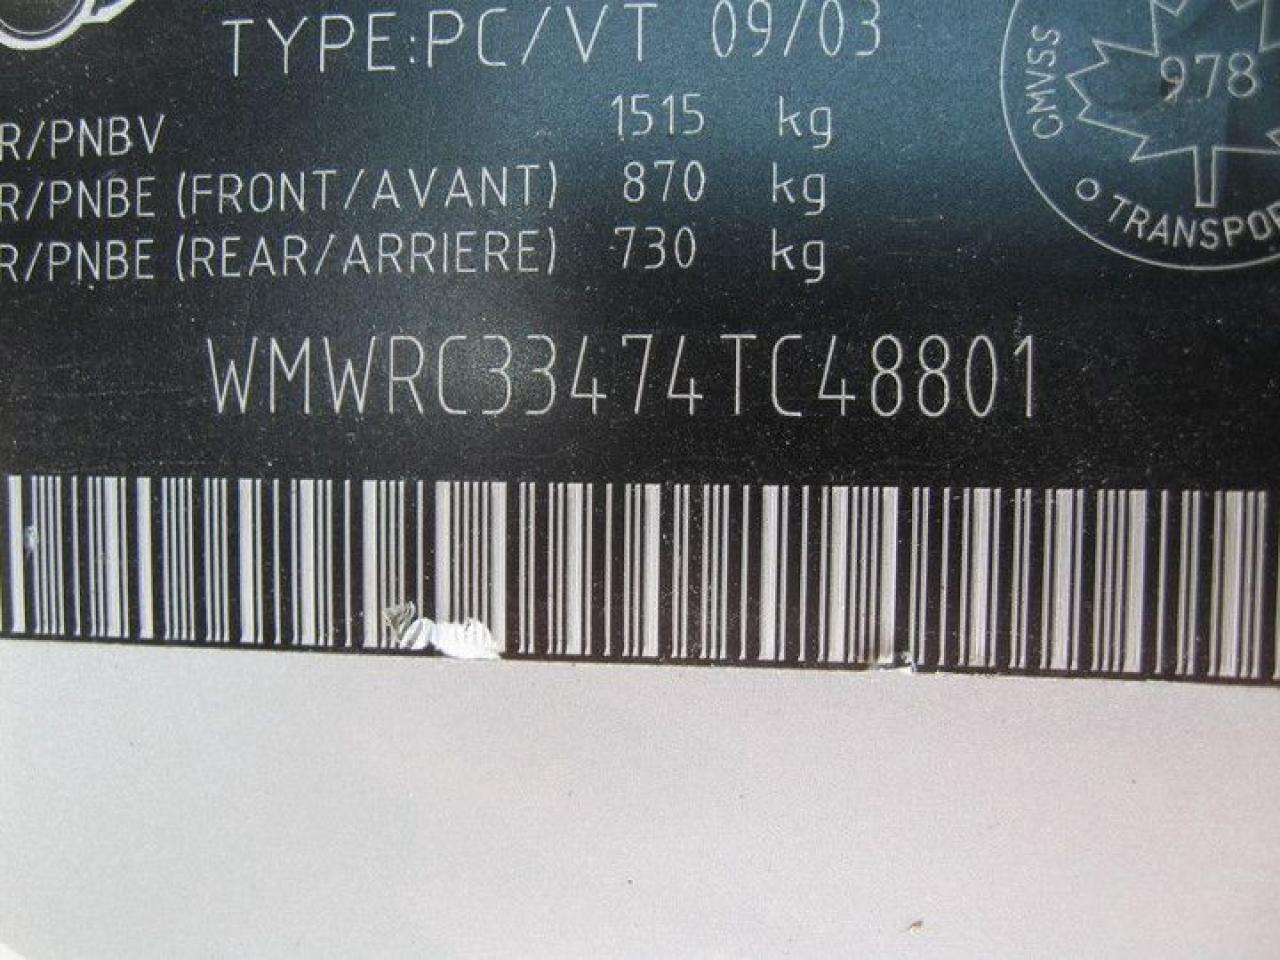 TYPE:PC/VT 09/03
R/PNBV 1515 kg
R/PNBE (FRONT/AVANT) 870 kg
R/PNBE (REAR/ARRIERE) 730 kg
CMVSS
978
O TRANSPO
WMWRC33474TC48801